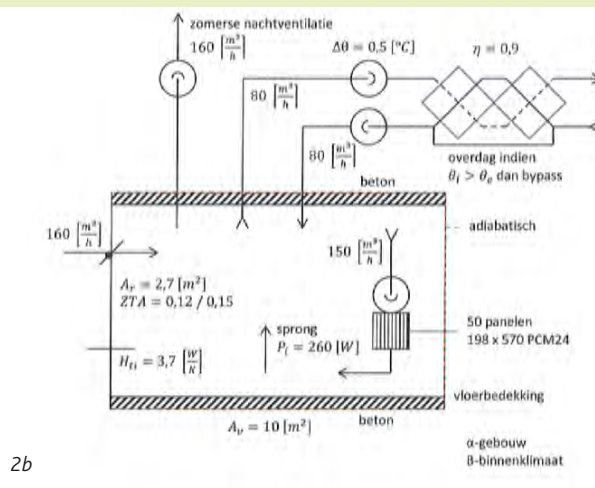 zomerse nachtventilatie
160 [m³/h]
Δθ = 0,5 [°C]
η = 0,9
80 [m³/h]
80 [m³/h]
overdag indien
θi > θe dan bypass
beton
160 [m³/h]
adiabatisch
150 [m³/h]
Ar = 2,7 [m²]
ZTA = 0,12 / 0,15
sprong
Pi = 260 [W]
50 panelen
198 x 570 PCM24
Hti = 3,7 [W/K]
vloerbedekking
Av = 10 [m²]
beton
α-gebouw
β-binnenklimaat
2b